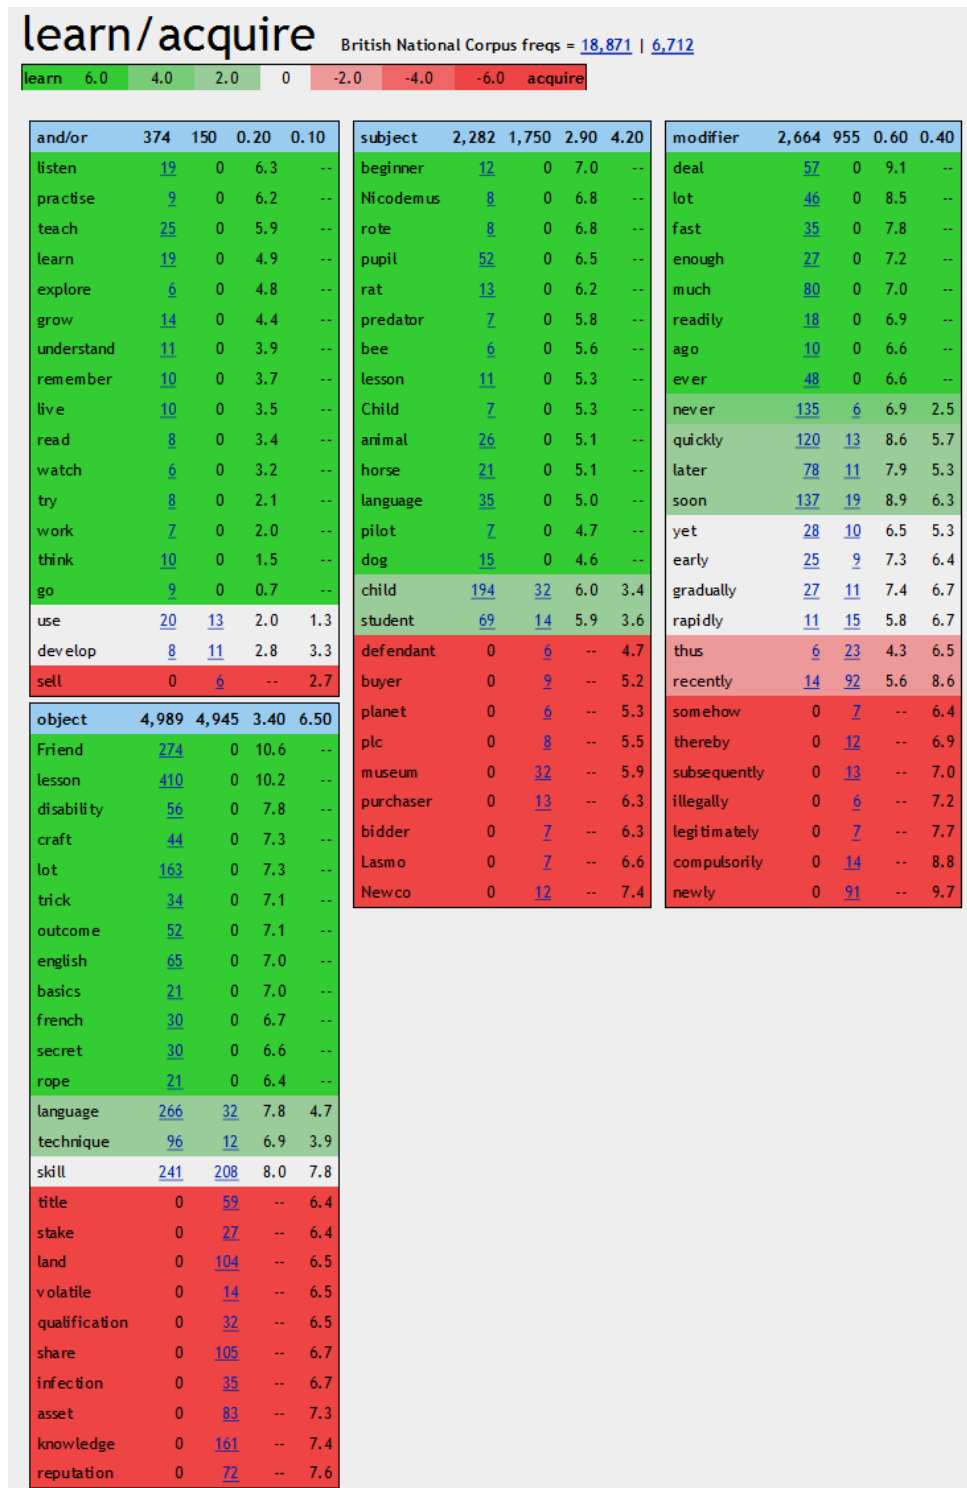 learn/acquire British National Corpus freqs = 18,871 | 6,712
learn 6.0 4.0 2.0 0 -2.0 -4.0 -6.0 acquire
and/or 374 150 0.20 0.10
listen 19 0 6.3 --
practise 9 0 6.2 --
teach 25 0 5.9 --
learn 19 0 4.9 --
explore 6 0 4.8 --
grow 14 0 4.4 --
understand 11 0 3.9 --
remember 10 0 3.7 --
live 10 0 3.5 --
read 8 0 3.4 --
watch 6 0 3.2 --
try 8 0 2.1 --
work 7 0 2.0 --
think 10 0 1.5 --
go 9 0 0.7 --
use 20 13 2.0 1.3
develop 8 11 2.8 3.3
sell 0 6 -- 2.7
object 4,989 4,945 3.40 6.50
Friend 274 0 10.6 --
lesson 410 0 10.2 --
disability 56 0 7.8 --
craft 44 0 7.3 --
lot 163 0 7.3 --
trick 34 0 7.1 --
outcome 52 0 7.1 --
english 65 0 7.0 --
basics 21 0 7.0 --
french 30 0 6.7 --
secret 30 0 6.6 --
rope 21 0 6.4 --
language 266 32 7.8 4.7
technique 96 12 6.9 3.9
skill 241 208 8.0 7.8
title 0 59 -- 6.4
stake 0 27 -- 6.4
land 0 104 -- 6.5
volatile 0 14 -- 6.5
qualification 0 32 -- 6.5
share 0 105 -- 6.7
infection 0 35 -- 6.7
asset 0 83 -- 7.3
knowledge 0 161 -- 7.4
reputation 0 72 -- 7.6
subject 2,282 1,750 2.90 4.20
beginner 12 0 7.0 --
Nicodemus 8 0 6.8 --
rote 8 0 6.8 --
pupil 52 0 6.5 --
rat 13 0 6.2 --
predator 7 0 5.8 --
bee 6 0 5.6 --
lesson 11 0 5.3 --
Child 7 0 5.3 --
animal 26 0 5.1 --
horse 21 0 5.1 --
language 35 0 5.0 --
pilot 7 0 4.7 --
dog 15 0 4.6 --
child 194 32 6.0 3.4
student 69 14 5.9 3.6
defendant 0 6 -- 4.7
buyer 0 9 -- 5.2
planet 0 6 -- 5.3
plc 0 8 -- 5.5
museum 0 32 -- 5.9
purchaser 0 13 -- 6.3
bidder 0 7 -- 6.3
Lasmo 0 7 -- 6.6
Newco 0 12 -- 7.4
modifier 2,664 955 0.60 0.40
deal 57 0 9.1 --
lot 46 0 8.5 --
fast 35 0 7.8 --
enough 27 0 7.2 --
much 80 0 7.0 --
readily 18 0 6.9 --
ago 10 0 6.6 --
ever 48 0 6.6 --
never 135 6 6.9 2.5
quickly 120 13 8.6 5.7
later 78 11 7.9 5.3
soon 137 19 8.9 6.3
yet 28 10 6.5 5.3
early 25 9 7.3 6.4
gradually 27 11 7.4 6.7
rapidly 11 15 5.8 6.7
thus 6 23 4.3 6.5
recently 14 92 5.6 8.6
somehow 0 7 -- 6.4
thereby 0 12 -- 6.9
subsequently 0 13 -- 7.0
illegally 0 6 -- 7.2
legitimately 0 7 -- 7.7
compulsorily 0 14 -- 8.8
newly 0 91 -- 9.7